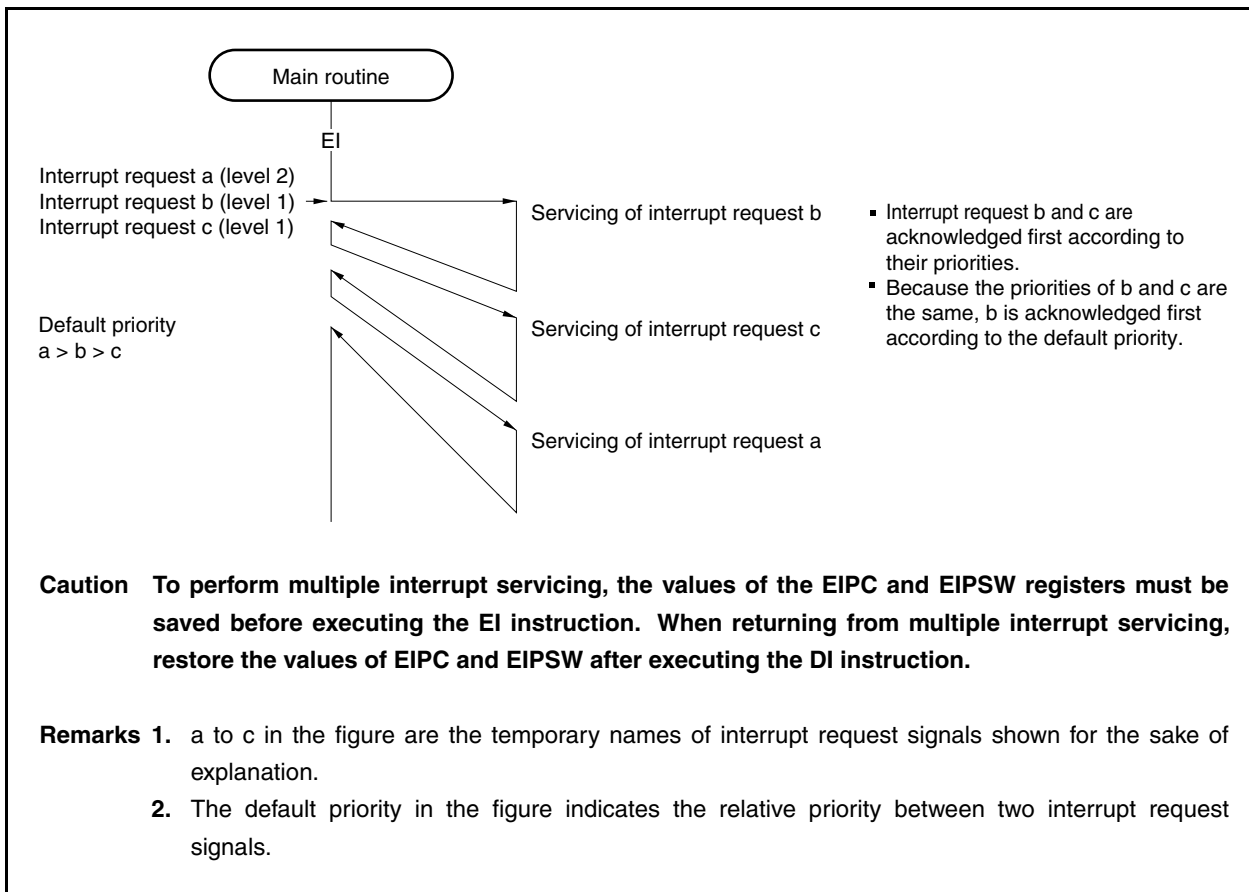 Main routine
EI
Interrupt request a (level 2)
Interrupt request b (level 1)
Interrupt request c (level 1)
Servicing of interrupt request b
▪ Interrupt request b and c are
acknowledged first according to
their priorities.
▪ Because the priorities of b and c are
the same, b is acknowledged first
according to the default priority.
Default priority
a > b > c
Servicing of interrupt request c
Servicing of interrupt request a
Caution To perform multiple interrupt servicing, the values of the EIPC and EIPSW registers must be
saved before executing the EI instruction. When returning from multiple interrupt servicing,
restore the values of EIPC and EIPSW after executing the DI instruction.
Remarks 1. a to c in the figure are the temporary names of interrupt request signals shown for the sake of
explanation.
2. The default priority in the figure indicates the relative priority between two interrupt request
signals.